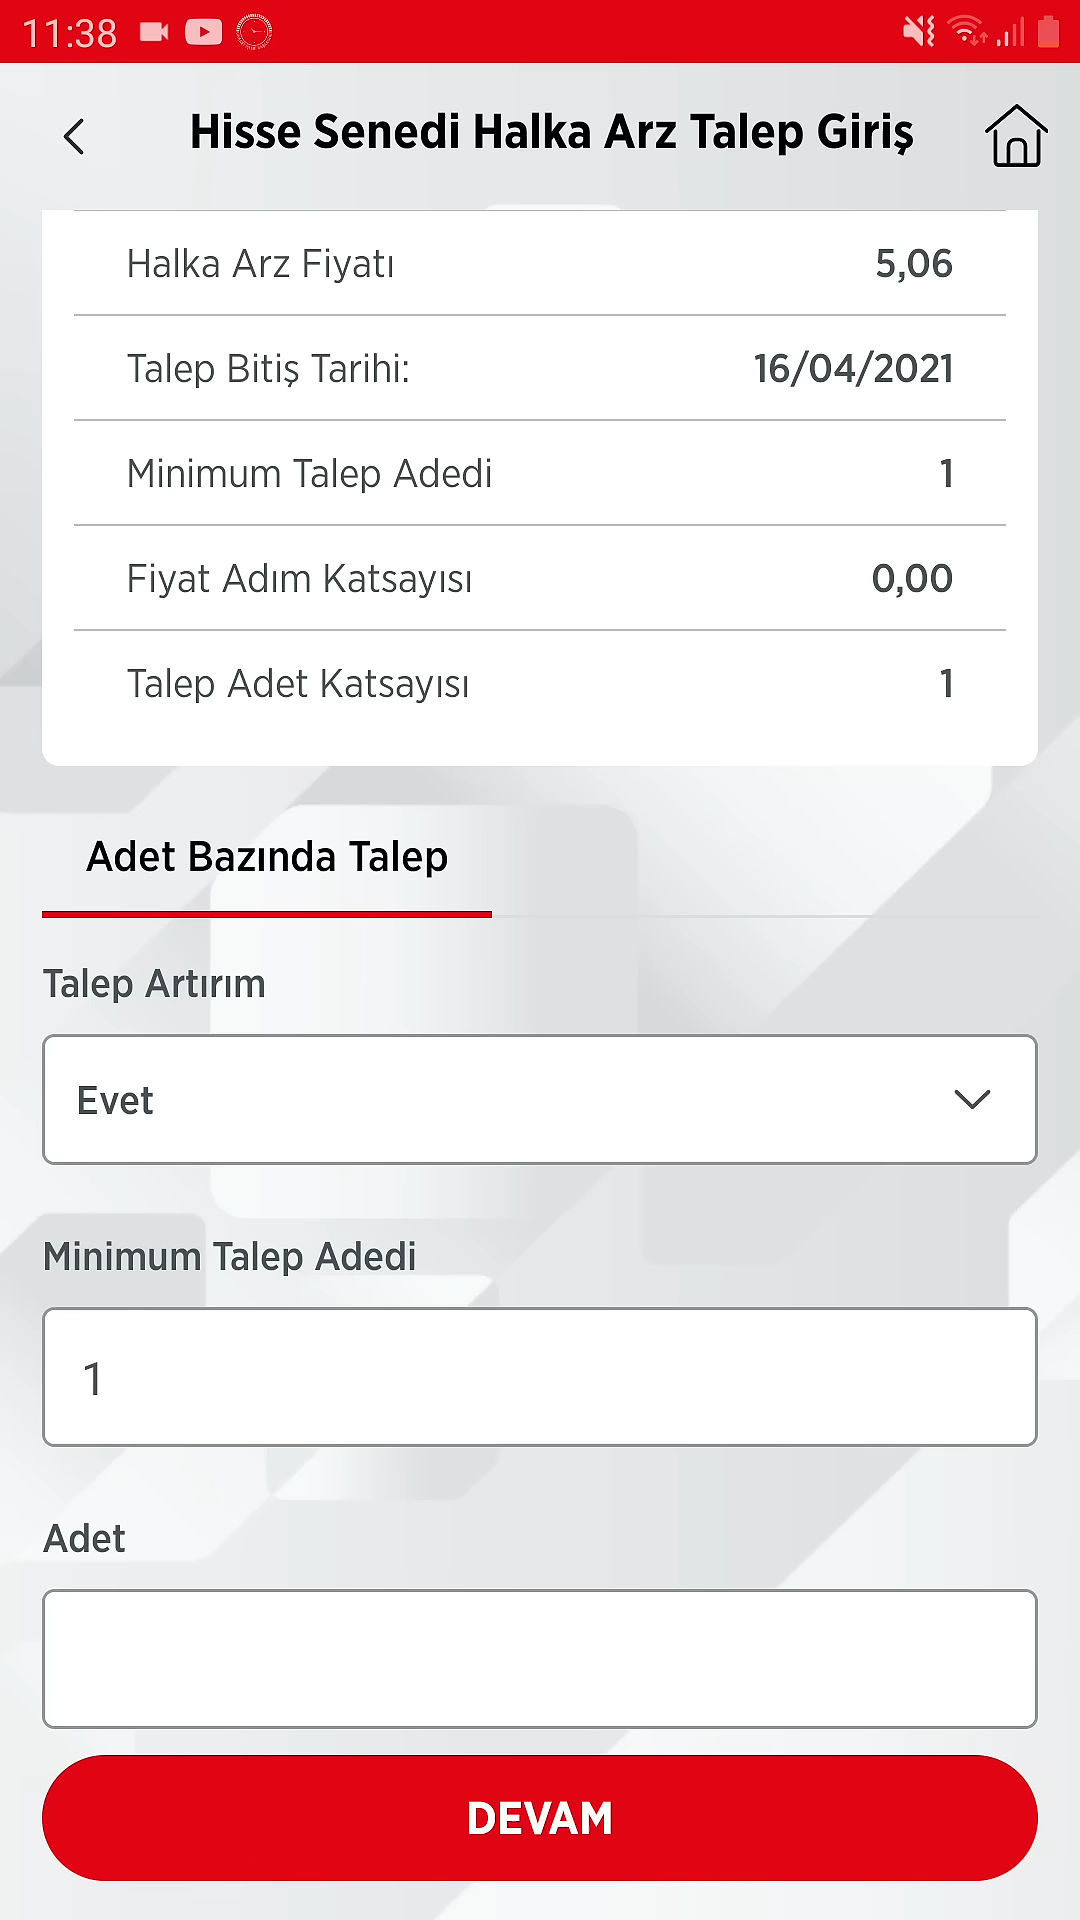 11:38
Hisse Senedi Halka Arz Talep Giriş
Halka Arz Fiyatı 5,06
Talep Bitiş Tarihi: 16/04/2021
Minimum Talep Adedi 1
Fiyat Adım Katsayısı 0,00
Talep Adet Katsayısı 1
Adet Bazında Talep
Talep Artırım
Evet
Minimum Talep Adedi
1
Adet
DEVAM